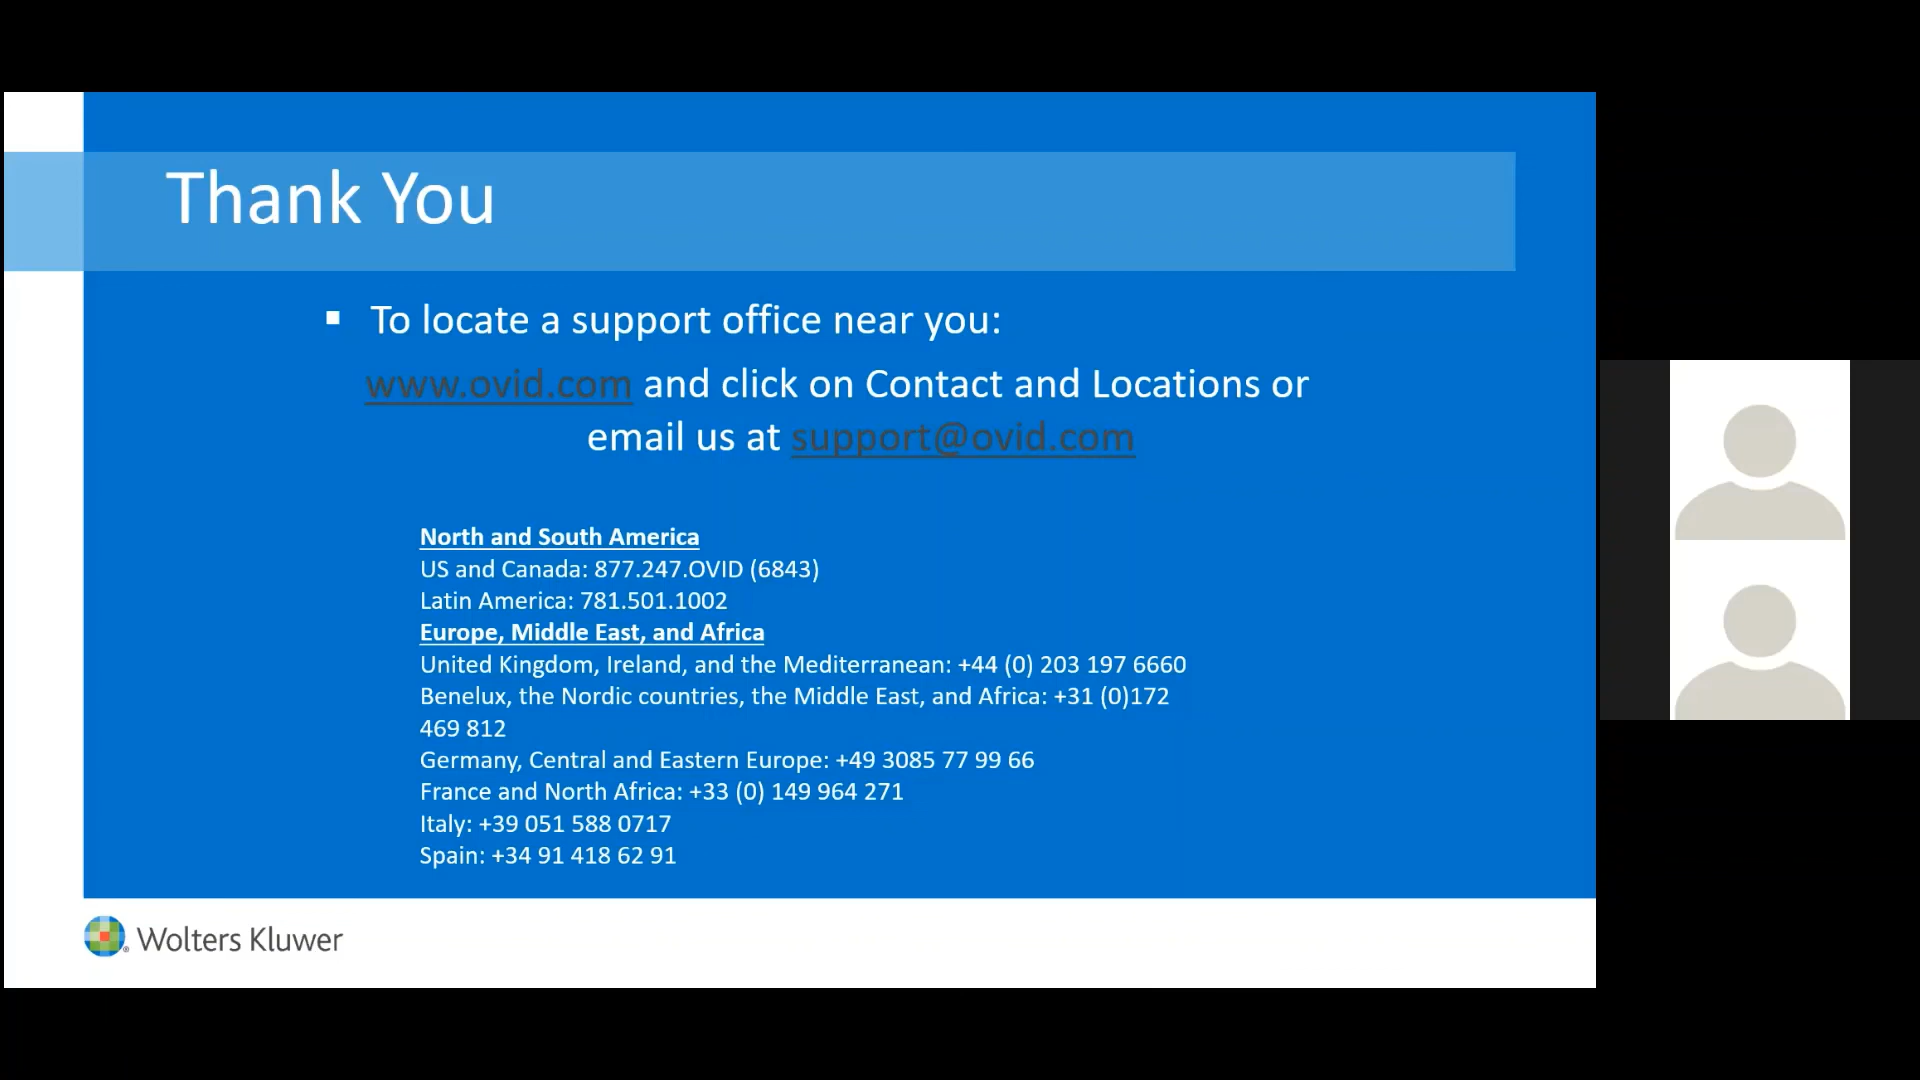 Thank You
▪ To locate a support office near you:
www.ovid.com and click on Contact and Locations or
email us at support@ovid.com
North and South America
US and Canada: 877.247.OVID (6843)
Latin America: 781.501.1002
Europe, Middle East, and Africa
United Kingdom, Ireland, and the Mediterranean: +44 (0) 203 197 6660
Benelux, the Nordic countries, the Middle East, and Africa: +31 (0)172
469 812
Germany, Central and Eastern Europe: +49 3085 77 99 66
France and North Africa: +33 (0) 149 964 271
Italy: +39 051 588 0717
Spain: +34 91 418 62 91
® Wolters Kluwer